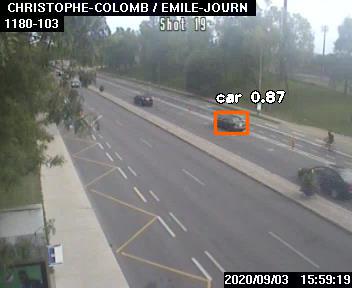 CHRISTOPHE-COLOMB / EMILE-JOURN
Shot 19
1180-103
car 0.87
2020/09/03 15:59:19